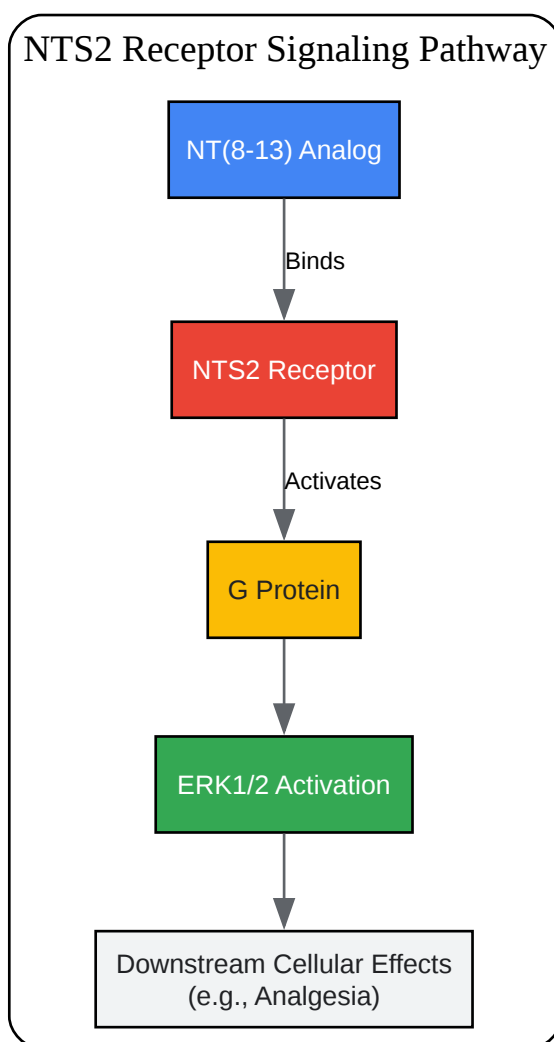 NTS2 Receptor Signaling Pathway
NT(8-13) Analog
Binds
NTS2 Receptor
Activates
G Protein
ERK1/2 Activation
Downstream Cellular Effects
(e.g., Analgesia)